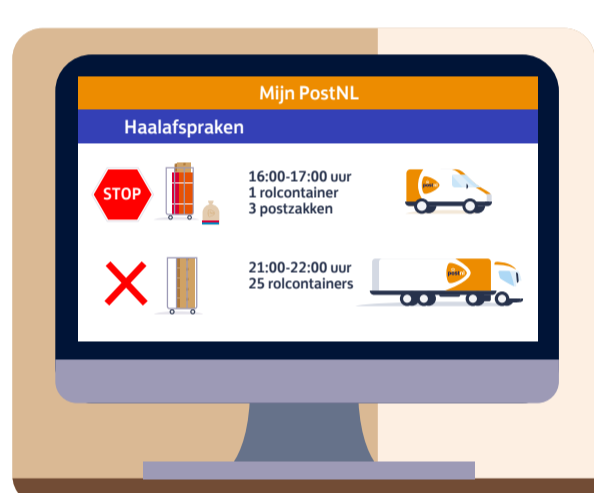 Mijn PostNL
Haalafspraken
STOP
16:00-17:00 uur
1 rolcontainer
3 postzakken
21:00-22:00 uur
25 rolcontainers